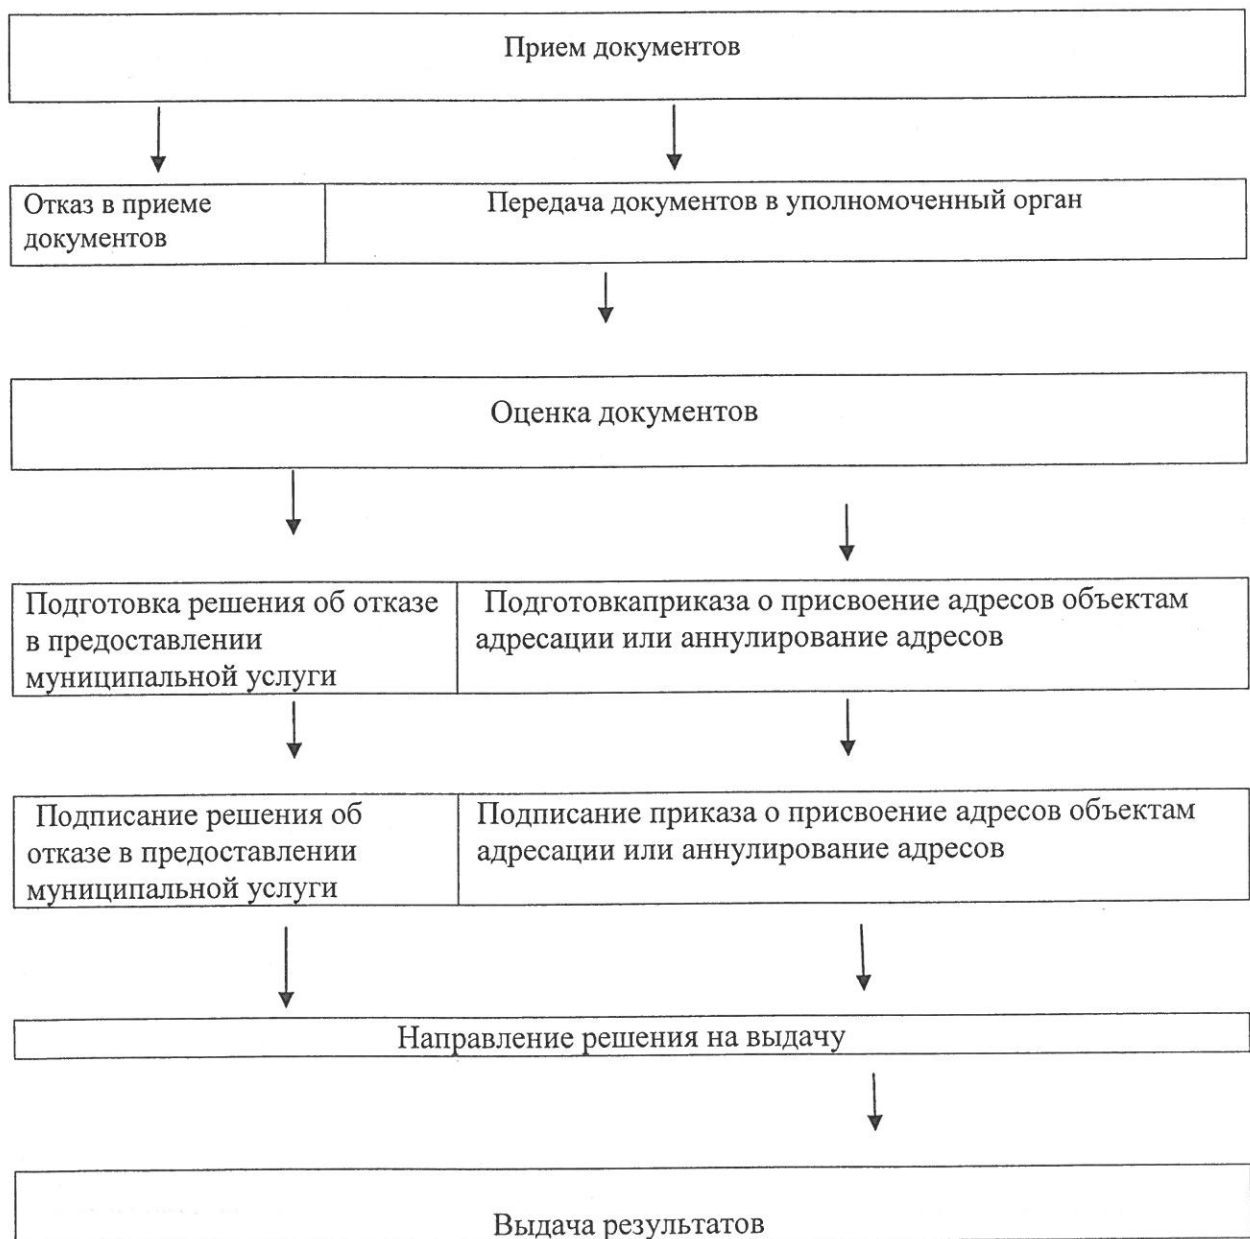 Прием документов
Отказ в приеме
документов
Передача документов в уполномоченный орган
Оценка документов
Подготовка решения об отказе
в предоставлении
муниципальной услуги
Подготовкаприказа о присвоение адресов объектам
адресации или аннулирование адресов
Подписание решения об
отказе в предоставлении
муниципальной услуги
Подписание приказа о присвоение адресов объектам
адресации или аннулирование адресов
Направление решения на выдачу
Выдача результатов